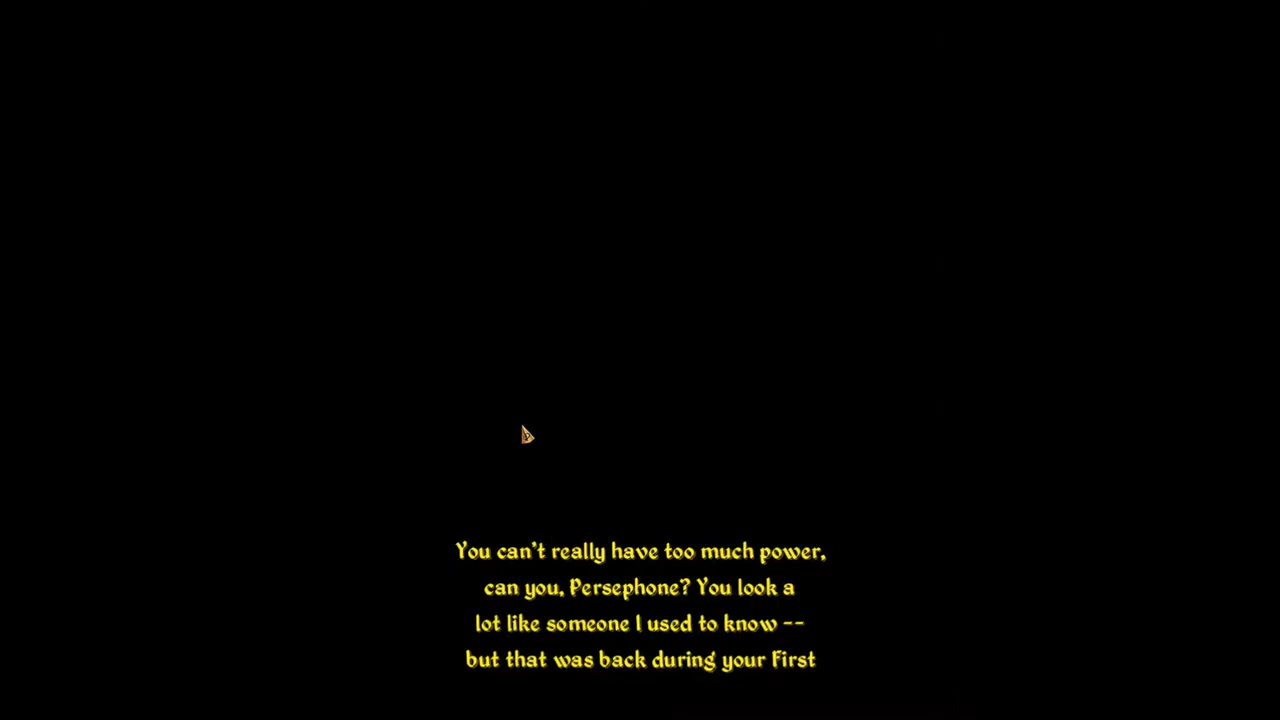 You can't really have too much power,
can you, Persephone? You look a
lot like someone I used to know --
but that was back during your First